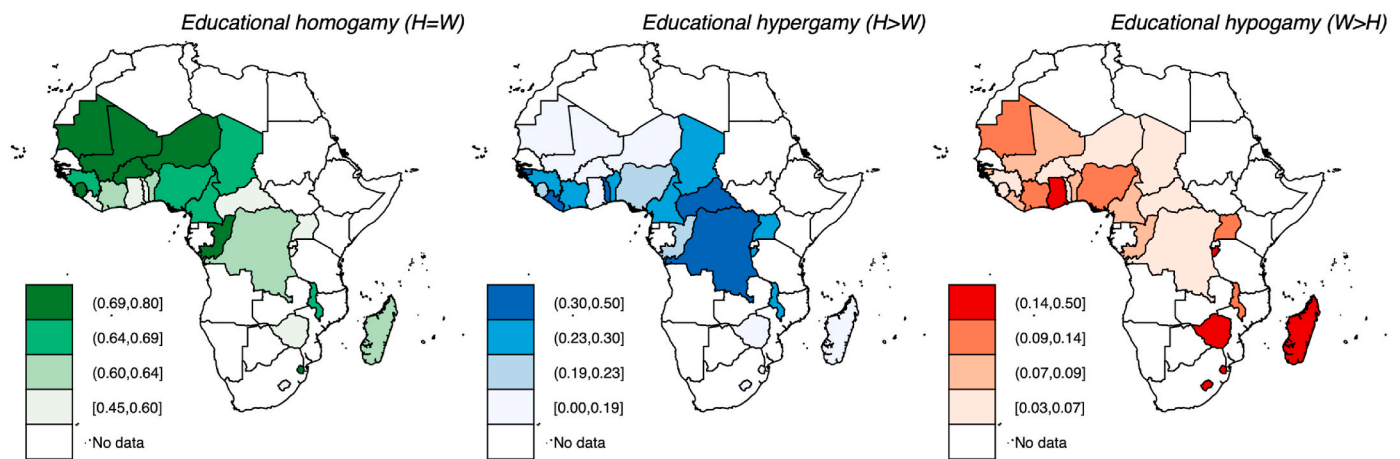 Educational homogamy (H=W)
(0.69,0.80]
(0.64,0.69]
(0.60,0.64]
[0.45,0.60]
No data
Educational hypergamy (H>W)
(0.30,0.50]
(0.23,0.30]
(0.19,0.23]
[0.00,0.19]
No data
Educational hypogamy (W>H)
(0.14,0.50]
(0.09,0.14]
(0.07,0.09]
[0.03,0.07]
No data